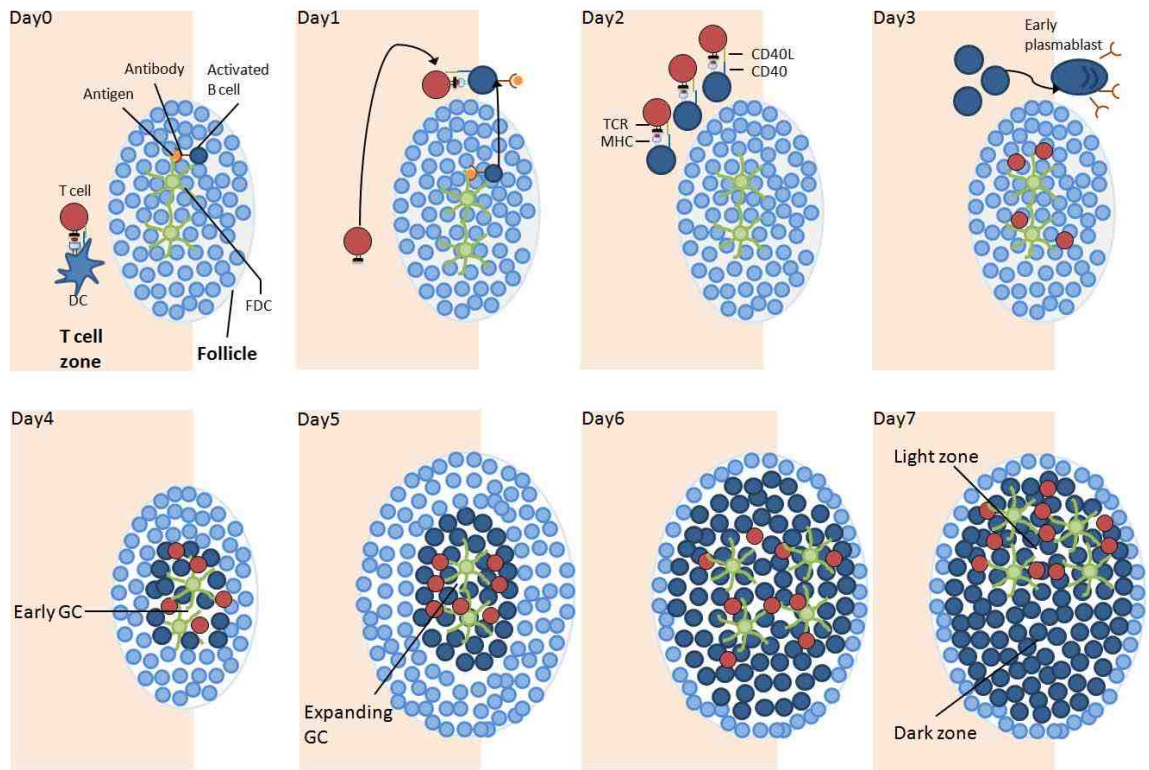 Day0
Antibody
Activated
B cell
Antigen
T cell
DC
FDC
T cell
zone
Follicle
Day1
Day2
CD40L
CD40
TCR
MHC
Day3
Early
plasmablast
Day4
Early GC
Day5
Expanding
GC
Day6
Day7
Light zone
Dark zone